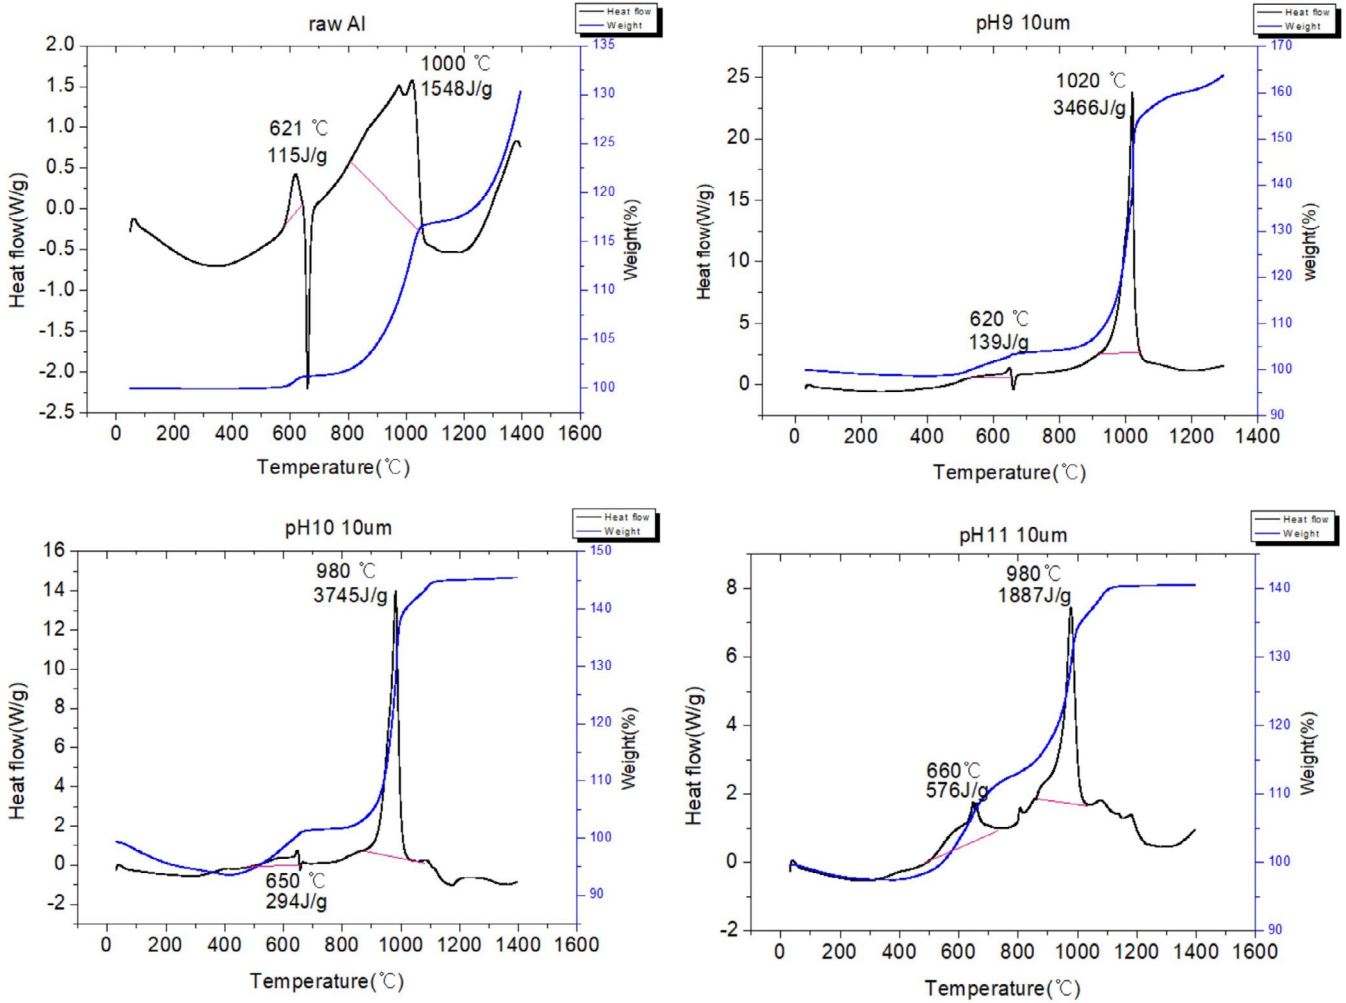 raw Al
Heat flow
Weight
1000 ℃
1548J/g
621 ℃
115J/g
Heat flow(W/g)
2.0
1.5
1.0
0.5
0.0
-0.5
-1.0
-1.5
-2.0
-2.5
135
130
125
120
115
110
105
100
Weight(%)
0 200 400 600 800 1000 1200 1400 1600
Temperature(℃)
pH9 10um
Heat flow
Weight
1020 ℃
3466J/g
620 ℃
139J/g
Heat flow(W/g)
25
20
15
10
5
0
170
160
150
140
130
120
110
100
90
weight(%)
0 200 400 600 800 1000 1200 1400
Temperature(℃)
pH10 10um
Heat flow
Weight
980 ℃
3745J/g
650 ℃
294J/g
Heat flow(W/g)
16
14
12
10
8
6
4
2
0
-2
150
140
130
120
110
100
90
Weight(%)
0 200 400 600 800 1000 1200 1400 1600
Temperature(℃)
pH11 10um
Heat flow
Weight
980℃
1887J/g
660℃
576J/g
Heat flow(W/g)
8
6
4
2
0
-2
140
130
120
110
100
90
Weight(%)
0 200 400 600 800 1000 1200 1400 1600
Temperature(℃)